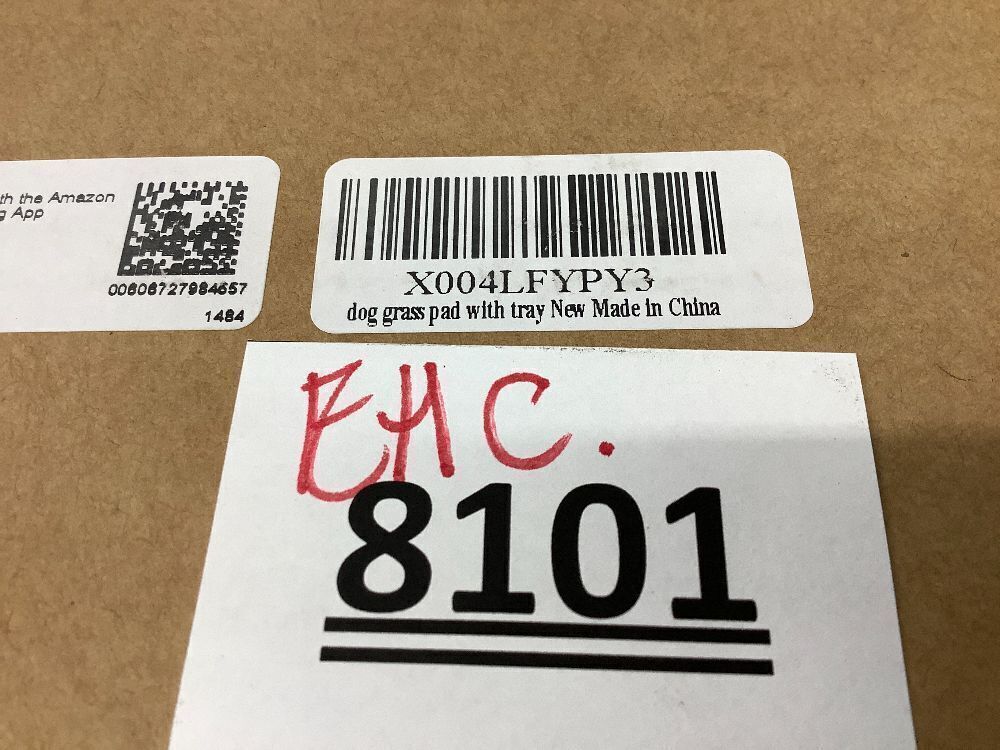 th the Amazon
g App
00606727984657
1484
X004LFYPY3
dog grass pad with tray New Made in China
EHC.
8101